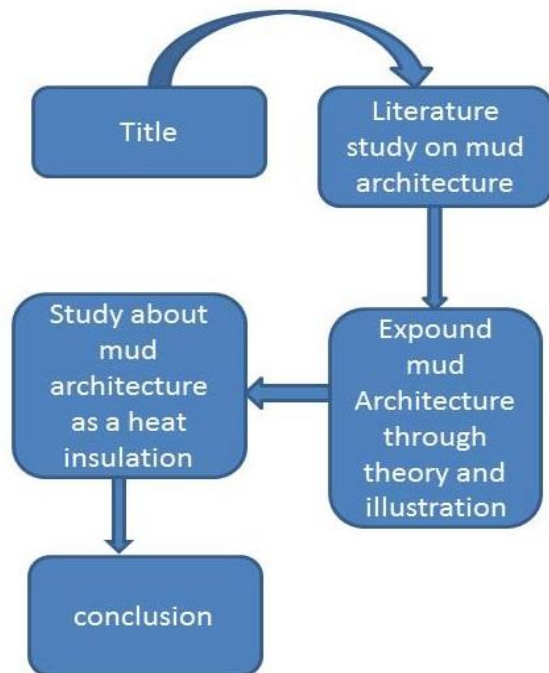 Title
Literature
study on mud
architecture
Expound
mud
Architecture
through
theory and
illustration
Study about
mud
architecture
as a heat
insulation
conclusion